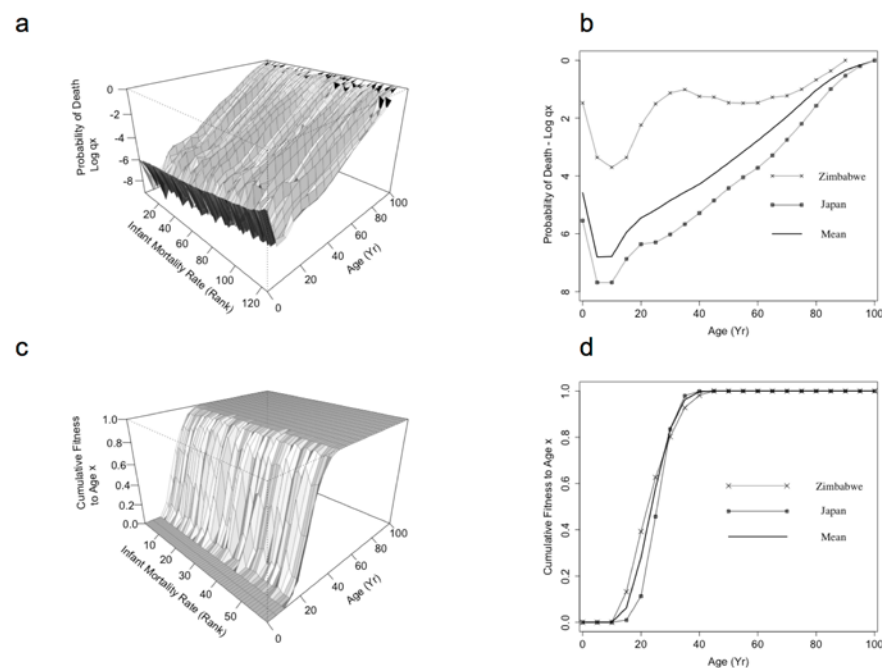 a
Probability of Death
Log qx
0
-2
-4
-6
-8
20
40
60
80
100
120
Infant Mortality Rate (Rank)
0
20
40
60
80
100
Age (Yr)
b
Probability of Death - Log qx
0
2
4
6
8
Zimbabwe
Japan
Mean
0 20 40 60 80 100
Age (Yr)
c
Cumulative Fitness
to Age x
1.0
0.8
0.6
0.4
0.2
0.0
10
20
30
40
50
Infant Mortality Rate (Rank)
0
20
40
60
80
100
Age (Yr)
d
Cumulative Fitness to Age x
1.0
0.8
0.6
0.4
0.2
0.0
Zimbabwe
Japan
Mean
0 20 40 60 80 100
Age (Yr)